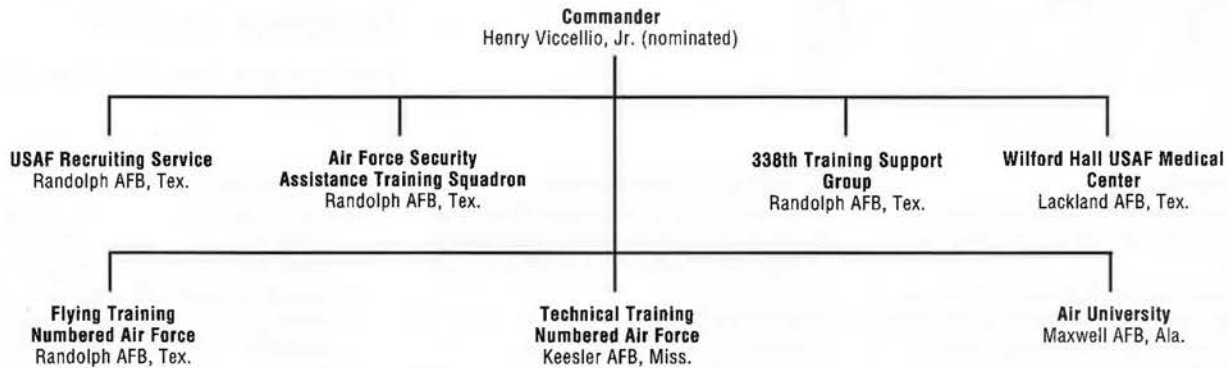 Commander
Henry Viccellio, Jr. (nominated)
USAF Recruiting Service
Randolph AFB, Tex.
Air Force Security
Assistance Training Squadron
Randolph AFB, Tex.
338th Training Support
Group
Randolph AFB, Tex.
Wilford Hall USAF Medical
Center
Lackland AFB, Tex.
Flying Training
Numbered Air Force
Randolph AFB, Tex.
Technical Training
Numbered Air Force
Keesler AFB, Miss.
Air University
Maxwell AFB, Ala.